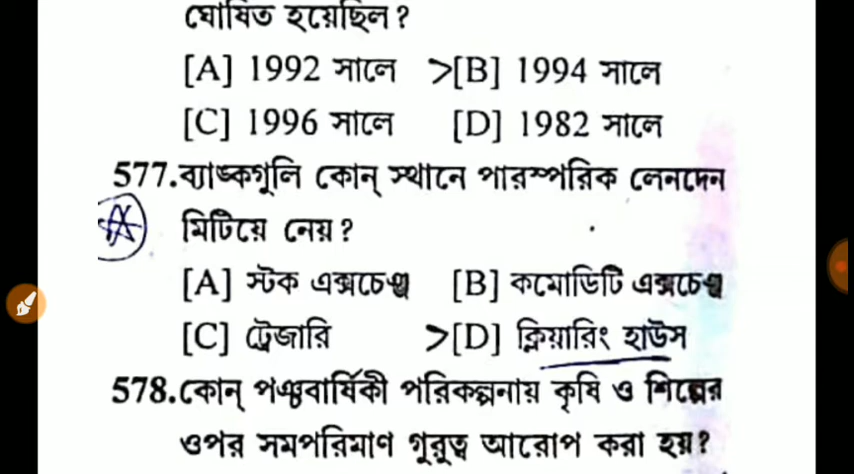 ঘোষিত হয়েছিল?
[A] 1992 সালে >[B] 1994 সালে
[C] 1996 সালে [D] 1982 সালে
577.ব্যাঙ্কগুলি কোন্ স্থানে পারস্পরিক লেনদেন
মিটিয়ে নেয়?
[A] স্টক এক্সচেঞ্জ [B] কমোডিটি এক্সচেঞ্জ
[C] ট্রেজারি >[D] ক্লিয়ারিং হাউস
578.কোন্ পঞ্চবার্ষিকী পরিকল্পনায় কৃষি ও শিল্পের
ওপর সমপরিমাণ গুরুত্ব আরোপ করা হয়?